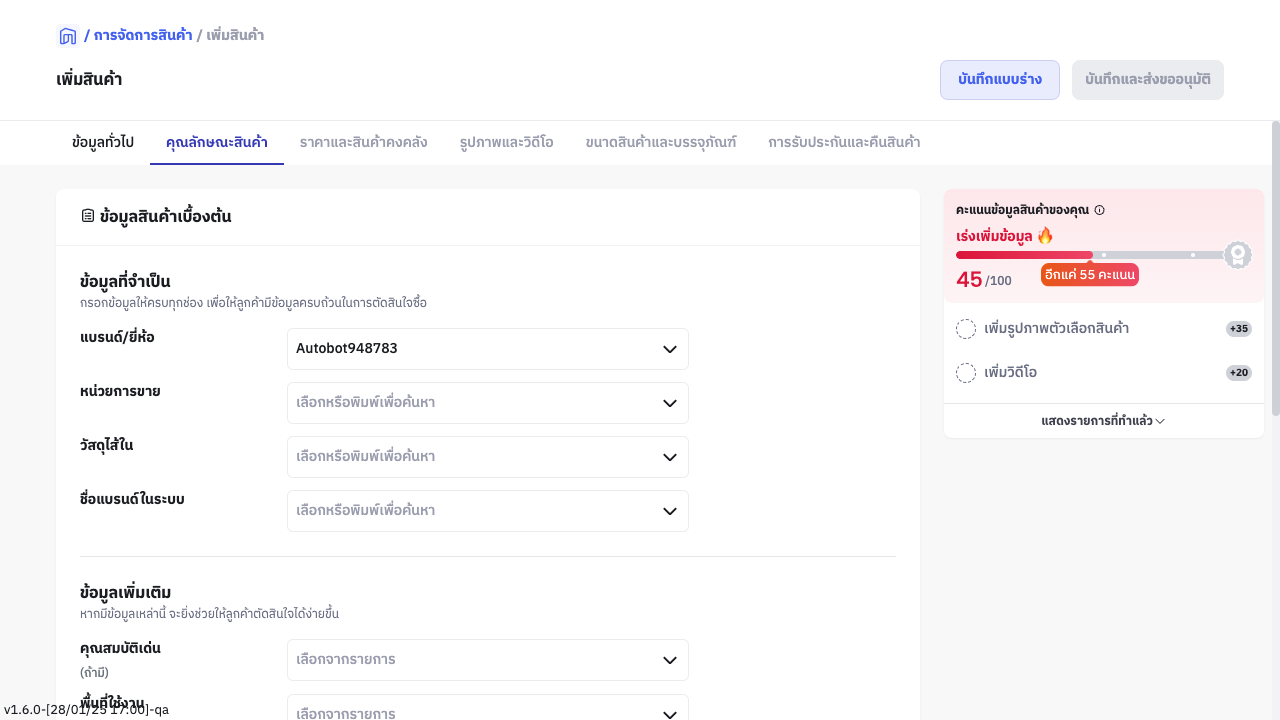 / การจัดการสินค้า / เพิ่มสินค้า
เพิ่มสินค้า
บันทึกแบบร่าง
บันทึกและส่งขออนุมัติ
ข้อมูลทั่วไป
คุณลักษณะสินค้า
ราคาและสินค้าคงคลัง
รูปภาพและวิดีโอ
ขนาดสินค้าและบรรจุภัณฑ์
การรับประกันและคืนสินค้า
ข้อมูลสินค้าเบื้องต้น
ข้อมูลที่จำเป็น
กรอกข้อมูลให้ครบทุกช่อง เพื่อให้ลูกค้ามีข้อมูลครบถ้วนในการตัดสินใจซื้อ
แบรนด์/ยี่ห้อ
Autobot948783
หน่วยการขาย
เลือกหรือพิมพ์เพื่อค้นหา
วัสดุไส้ใน
เลือกหรือพิมพ์เพื่อค้นหา
ชื่อแบรนด์ในระบบ
เลือกหรือพิมพ์เพื่อค้นหา
ข้อมูลเพิ่มเติม
หากมีข้อมูลเหล่านี้ จะยิ่งช่วยให้ลูกค้าตัดสินใจได้ง่ายขึ้น
คุณสมบัติเด่น
(ถ้ามี)
เลือกจากรายการ
พื้นที่ใช้งาน
เลือกจากรายการ
v1.6.0-[28/01/25 17:00]-qa
คะแนนข้อมูลสินค้าของคุณ
เร่งเพิ่มข้อมูล 🔥
45/100
อีกแค่ 55 คะแนน
เพิ่มรูปภาพตัวเลือกสินค้า
+35
เพิ่มวิดีโอ
+20
แสดงรายการที่ทำแล้ว